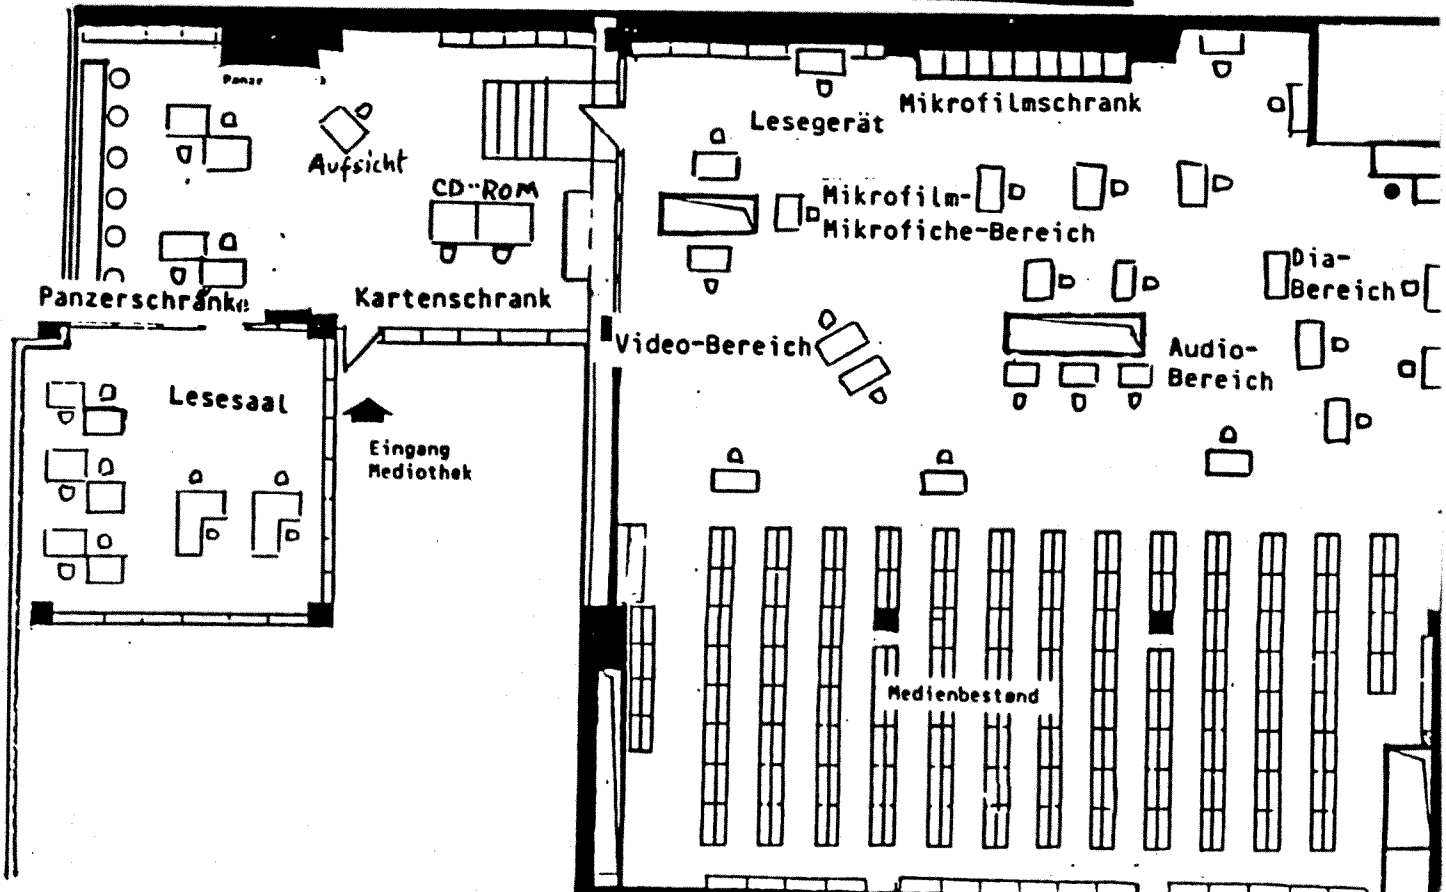 Panze
Aufsicht
CD-ROM
Panzerschränke
Kartenschrank
Lesesaal
Eingang
Mediothek
Lesegerät
Mikrofilmschrank
Mikrofilm-
Mikrofiche-Bereich
Dia-
Bereich
Video-Bereich
Audio-
Bereich
Medienbestand